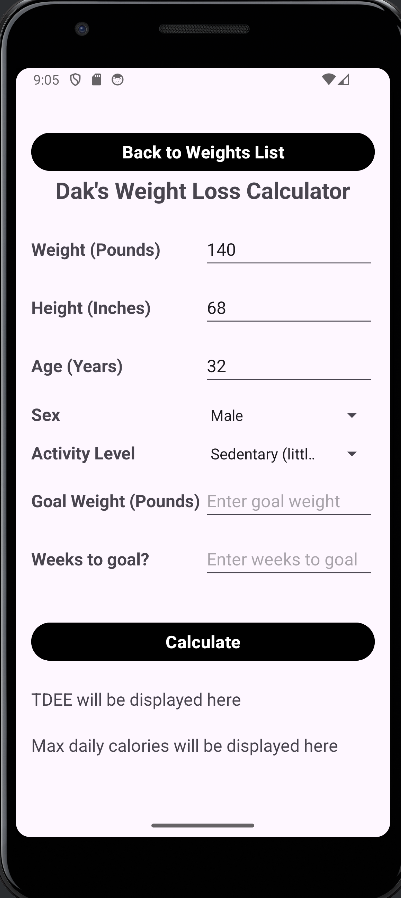 9:05
Back to Weights List
Dak's Weight Loss Calculator
Weight (Pounds) 140
Height (Inches) 68
Age (Years) 32
Sex Male
Activity Level Sedentary (littl..
Goal Weight (Pounds) Enter goal weight
Weeks to goal? Enter weeks to goal
Calculate
TDEE will be displayed here
Max daily calories will be displayed here